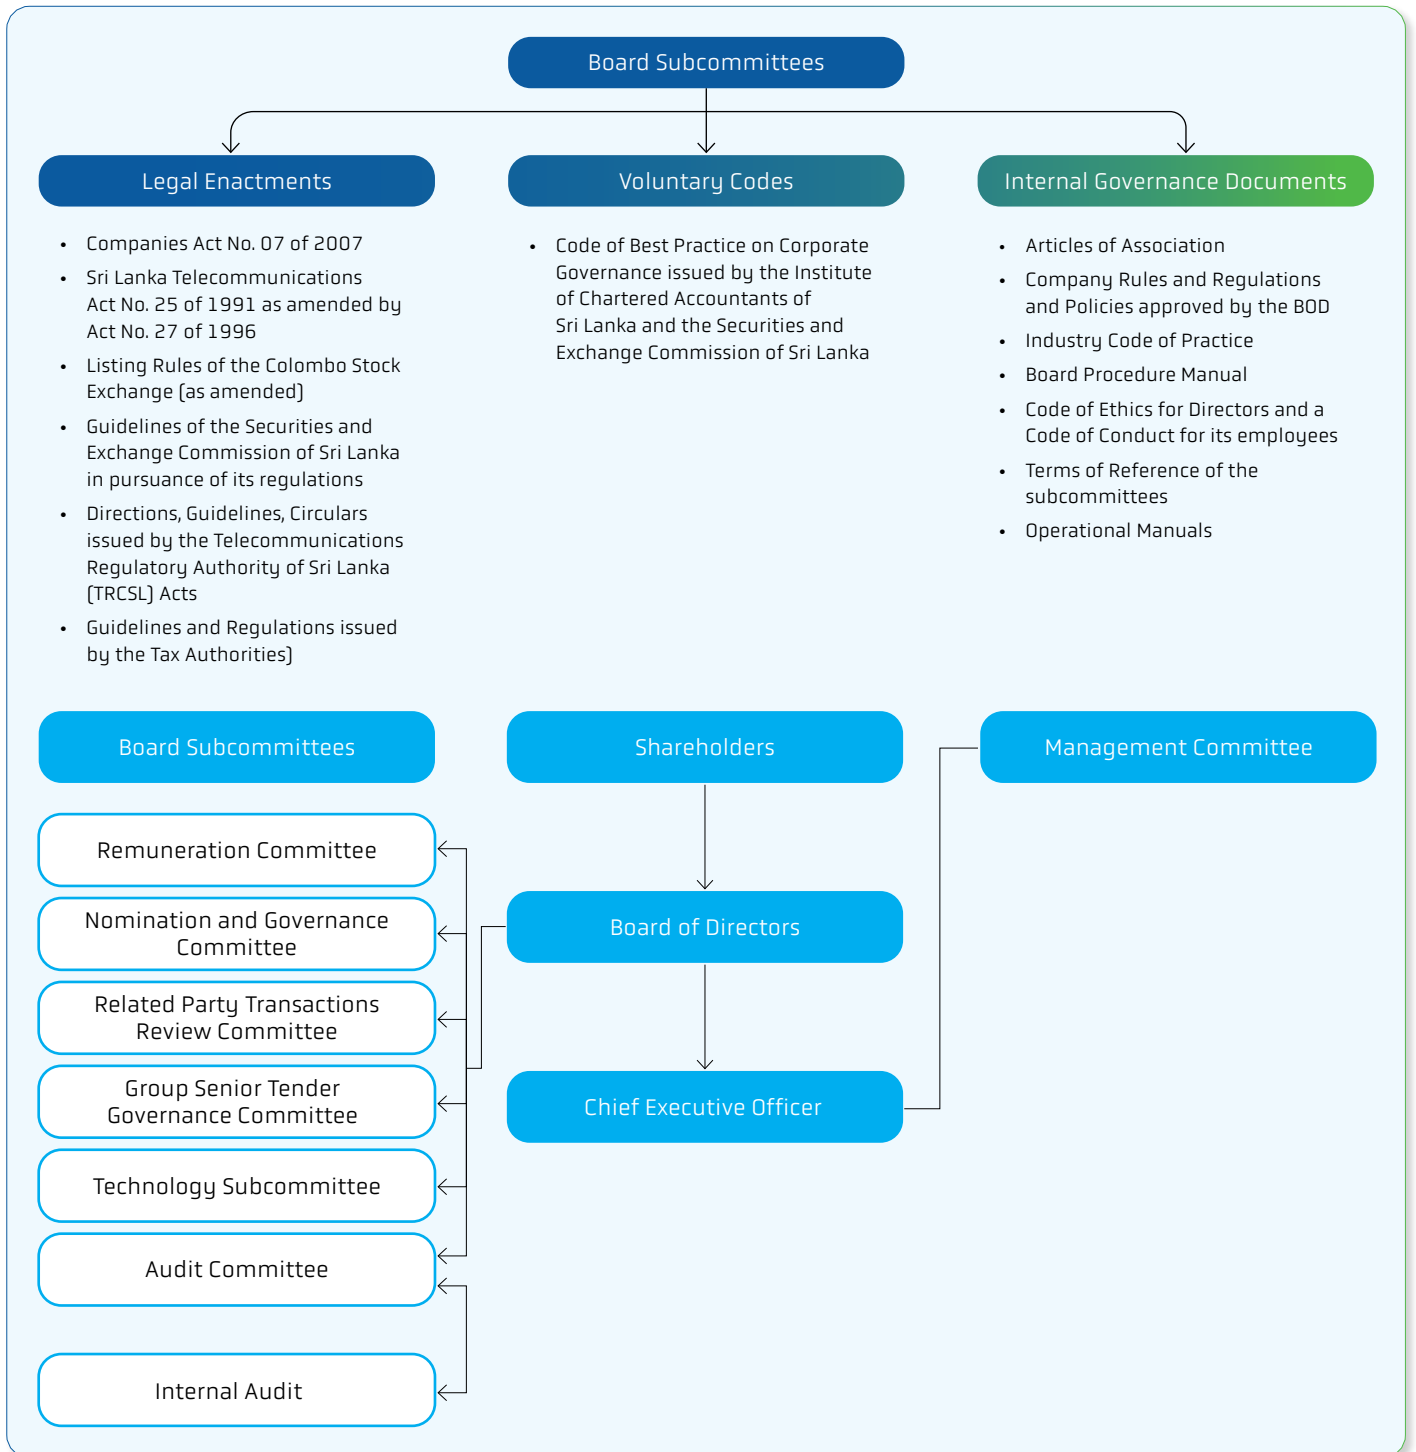 Board Subcommittees
Legal Enactments
• Companies Act No. 07 of 2007
• Sri Lanka Telecommunications
Act No. 25 of 1991 as amended by
Act No. 27 of 1996
• Listing Rules of the Colombo Stock
Exchange (as amended)
• Guidelines of the Securities and
Exchange Commission of Sri Lanka
in pursuance of its regulations
• Directions, Guidelines, Circulars
issued by the Telecommunications
Regulatory Authority of Sri Lanka
(TRCSL) Acts
• Guidelines and Regulations issued
by the Tax Authorities)
Voluntary Codes
• Code of Best Practice on Corporate
Governance issued by the Institute
of Chartered Accountants of
Sri Lanka and the Securities and
Exchange Commission of Sri Lanka
Internal Governance Documents
• Articles of Association
• Company Rules and Regulations
and Policies approved by the BOD
• Industry Code of Practice
• Board Procedure Manual
• Code of Ethics for Directors and a
Code of Conduct for its employees
• Terms of Reference of the
subcommittees
• Operational Manuals
Board Subcommittees
Remuneration Committee
Nomination and Governance
Committee
Related Party Transactions
Review Committee
Group Senior Tender
Governance Committee
Technology Subcommittee
Audit Committee
Internal Audit
Shareholders
Board of Directors
Chief Executive Officer
Management Committee